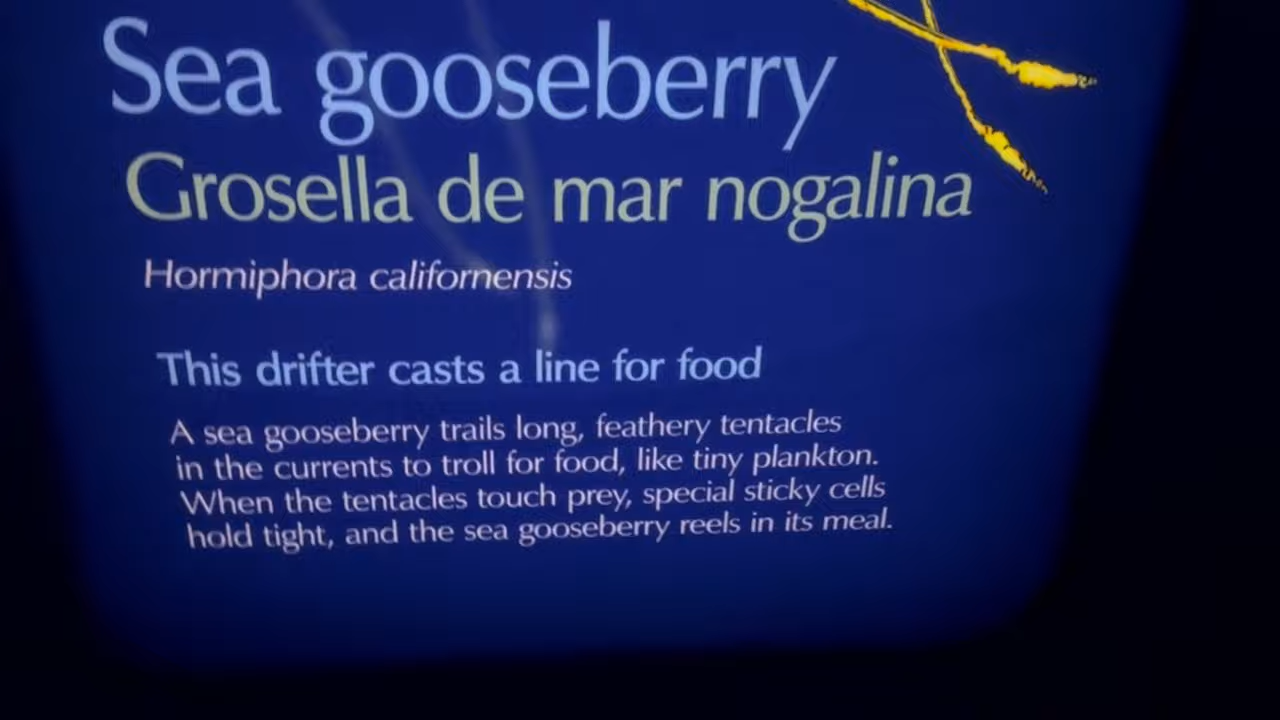 Sea gooseberry
Grosella de mar nogalina
Hormiphora californensis
This drifter casts a line for food
A sea gooseberry trails long, feathery tentacles
in the currents to troll for food, like tiny plankton.
When the tentacles touch prey, special sticky cells
hold tight, and the sea gooseberry reels in its meal.